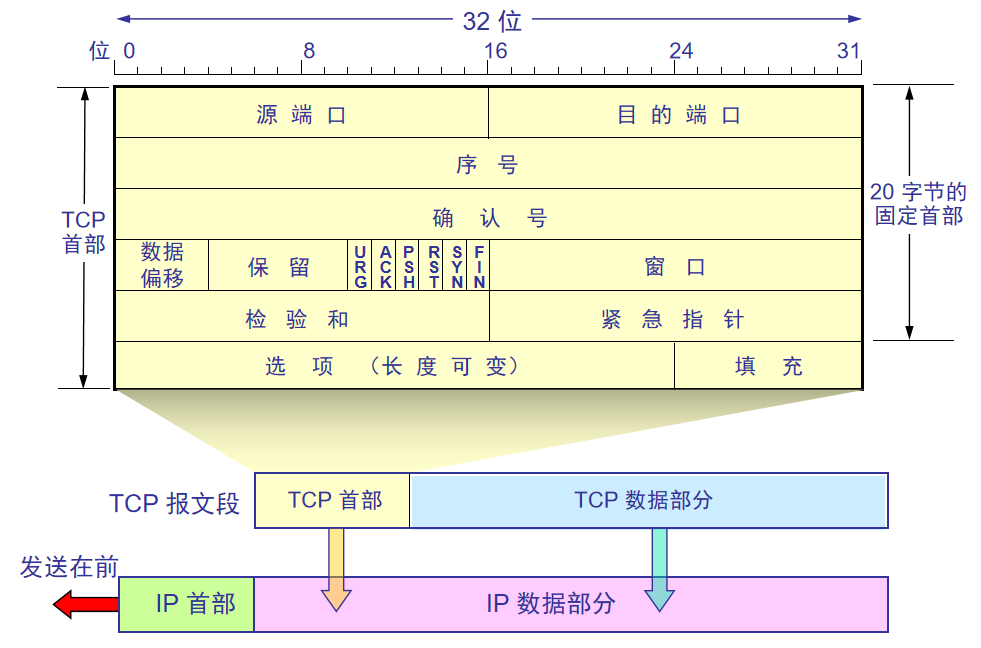 32 位
位 0 8 16 24 31
源 端 口 目 的 端 口
序 号
确 认 号
数据
偏移
保 留
URG
ACK
PSH
RST
SYN
FIN
窗 口
检 验 和 紧 急 指 针
选 项 （长 度 可 变） 填 充
TCP
首部
20 字节的
固定首部
TCP 报文段 TCP 首部 TCP 数据部分
发送在前
IP 首部 IP 数据部分